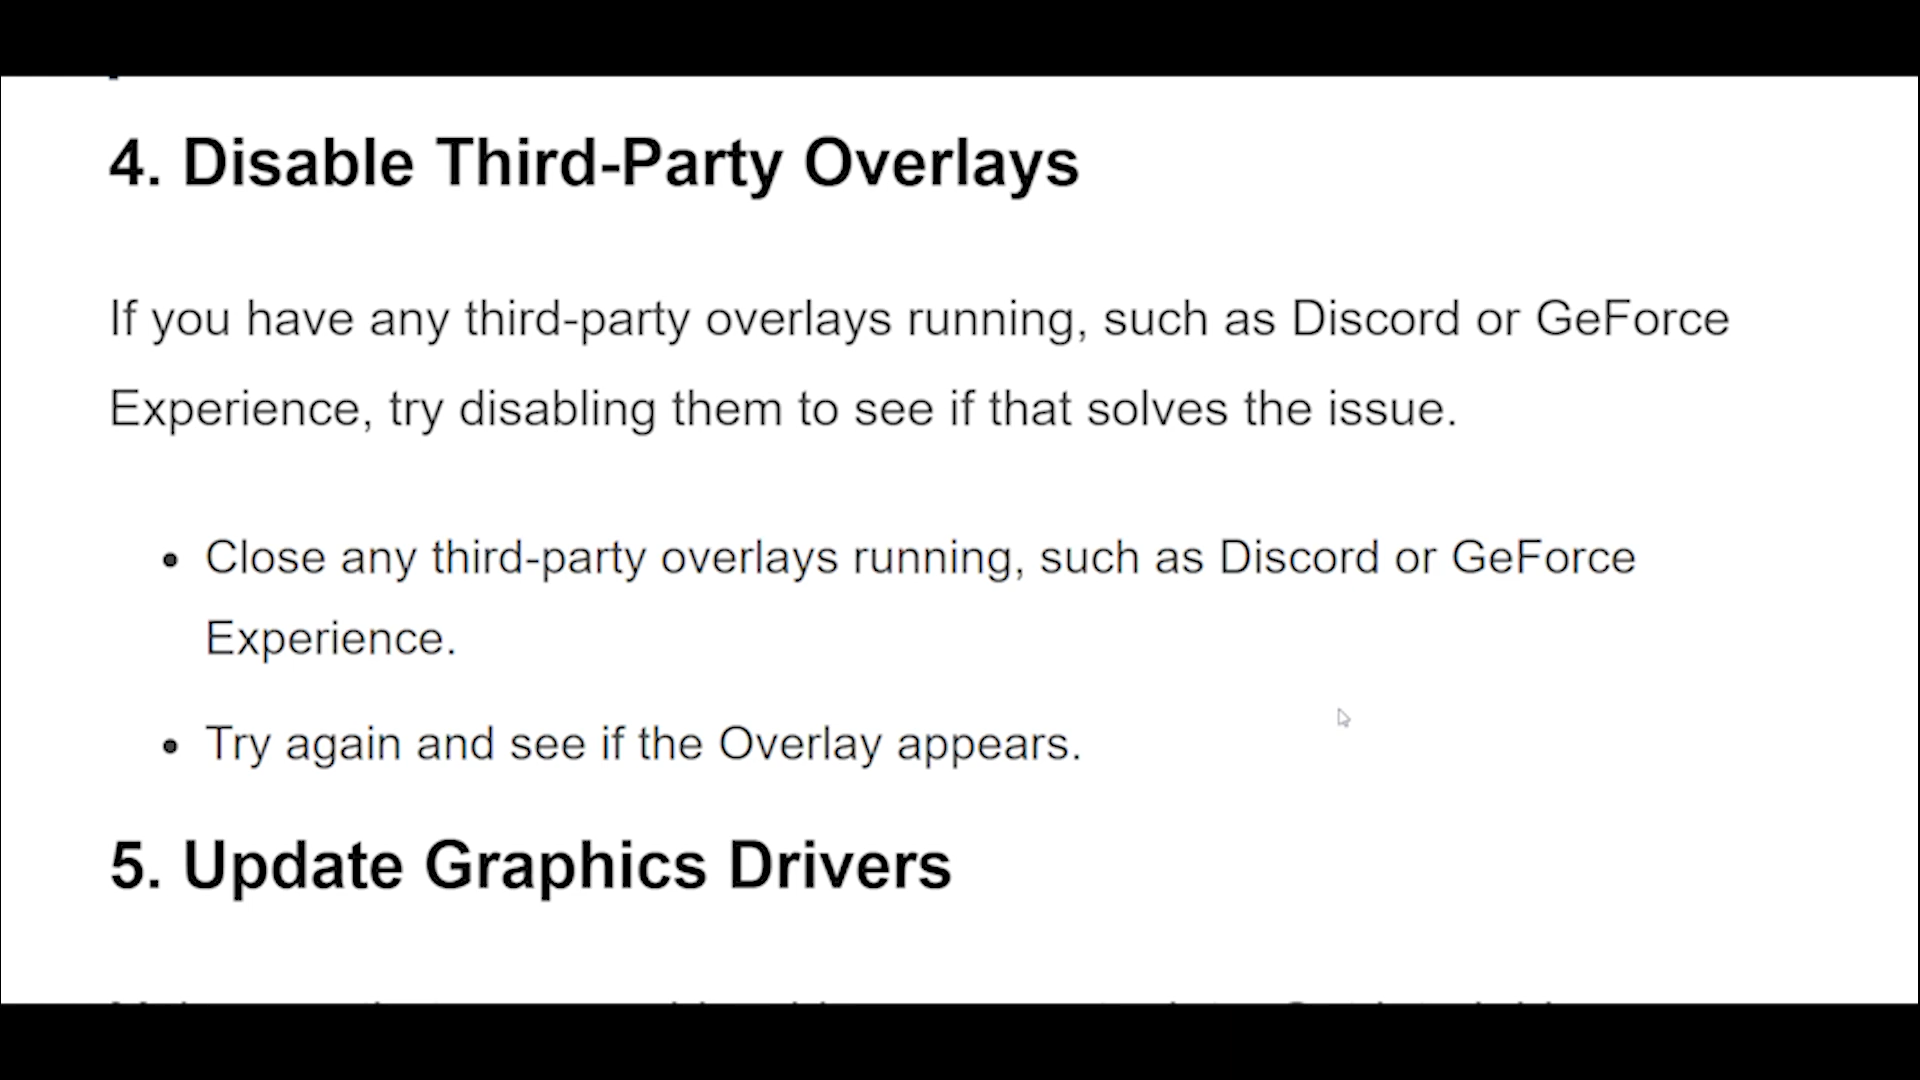 4. Disable Third-Party Overlays
If you have any third-party overlays running, such as Discord or GeForce
Experience, try disabling them to see if that solves the issue.
• Close any third-party overlays running, such as Discord or GeForce
Experience.
• Try again and see if the Overlay appears.
5. Update Graphics Drivers